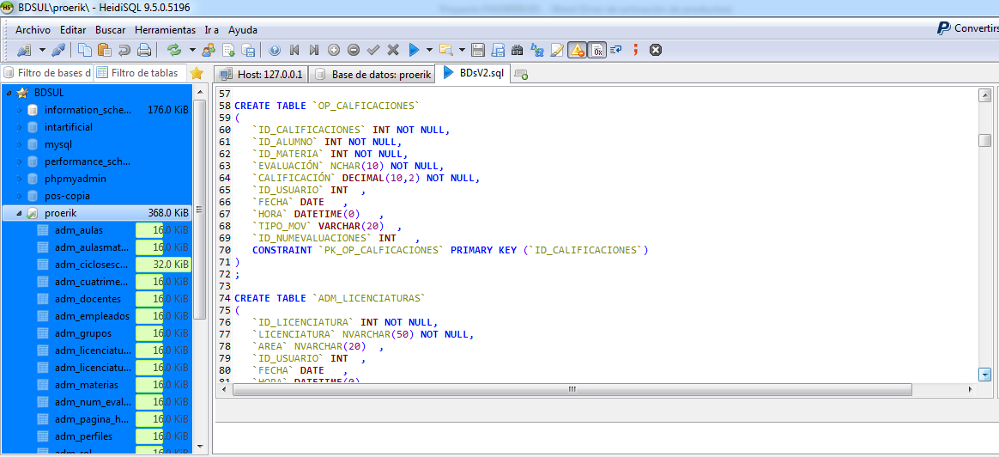 BDSUL\proerik\ - HeidiSQL 9.5.0.5196
Archivo Editar Buscar Herramientas Ir a Ayuda
Convertirs
Filtro de bases d
Filtro de tablas
Host: 127.0.0.1
Base de datos: proerik
BDsV2.sql
BDSUL
information_sche... 176.0 KiB
intartificial
mysql
performance_sch...
phpmyadmin
pos-copia
proerik 368.0 KiB
adm_aulas 16.0 KiB
adm_aulasmat... 16.0 KiB
adm_ciclosesc... 32.0 KiB
adm_cuatrime... 16.0 KiB
adm_docentes 16.0 KiB
adm_empleados 16.0 KiB
adm_grupos 16.0 KiB
adm_licenciatu... 16.0 KiB
adm_licenciatu... 16.0 KiB
adm_materias 16.0 KiB
adm_num_eval... 16.0 KiB
adm_pagina_h... 16.0 KiB
adm_perfiles 16.0 KiB
adm_rol 16.0 KiB
57
58 CREATE TABLE `OP_CALFICACIONES`
59 (
60 `ID_CALIFICACIONES` INT NOT NULL,
61 `ID_ALUMNO` INT NOT NULL,
62 `ID_MATERIA` INT NOT NULL,
63 `EVALUACIÓN` NCHAR(10) NOT NULL,
64 `CALIFICACIÓN` DECIMAL(10,2) NOT NULL,
65 `ID_USUARIO` INT ,
66 `FECHA` DATE ,
67 `HORA` DATETIME(0) ,
68 `TIPO_MOV` VARCHAR(20) ,
69 `ID_NUMEVALUACIONES` INT ,
70 CONSTRAINT `PK_OP_CALFICACIONES` PRIMARY KEY (`ID_CALIFICACIONES`)
71 )
72 ;
73
74 CREATE TABLE `ADM_LICENCIATURAS`
75 (
76 `ID_LICENCIATURA` INT NOT NULL,
77 `LICENCIATURA` NVARCHAR(50) NOT NULL,
78 `AREA` NVARCHAR(20) ,
79 `ID_USUARIO` INT ,
80 `FECHA` DATE ,
81 `HORA` DATETIME(0)